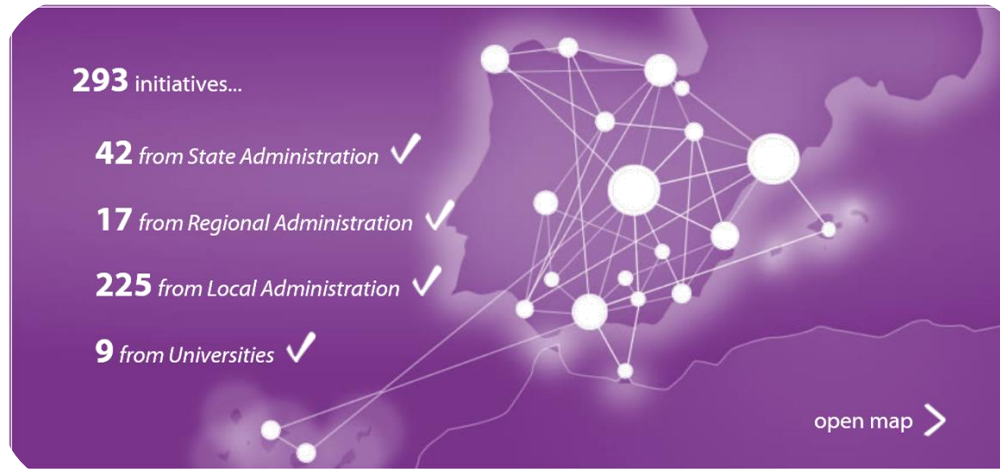 293 initiatives...
42 from State Administration
17 from Regional Administration
225 from Local Administration
9 from Universities
open map